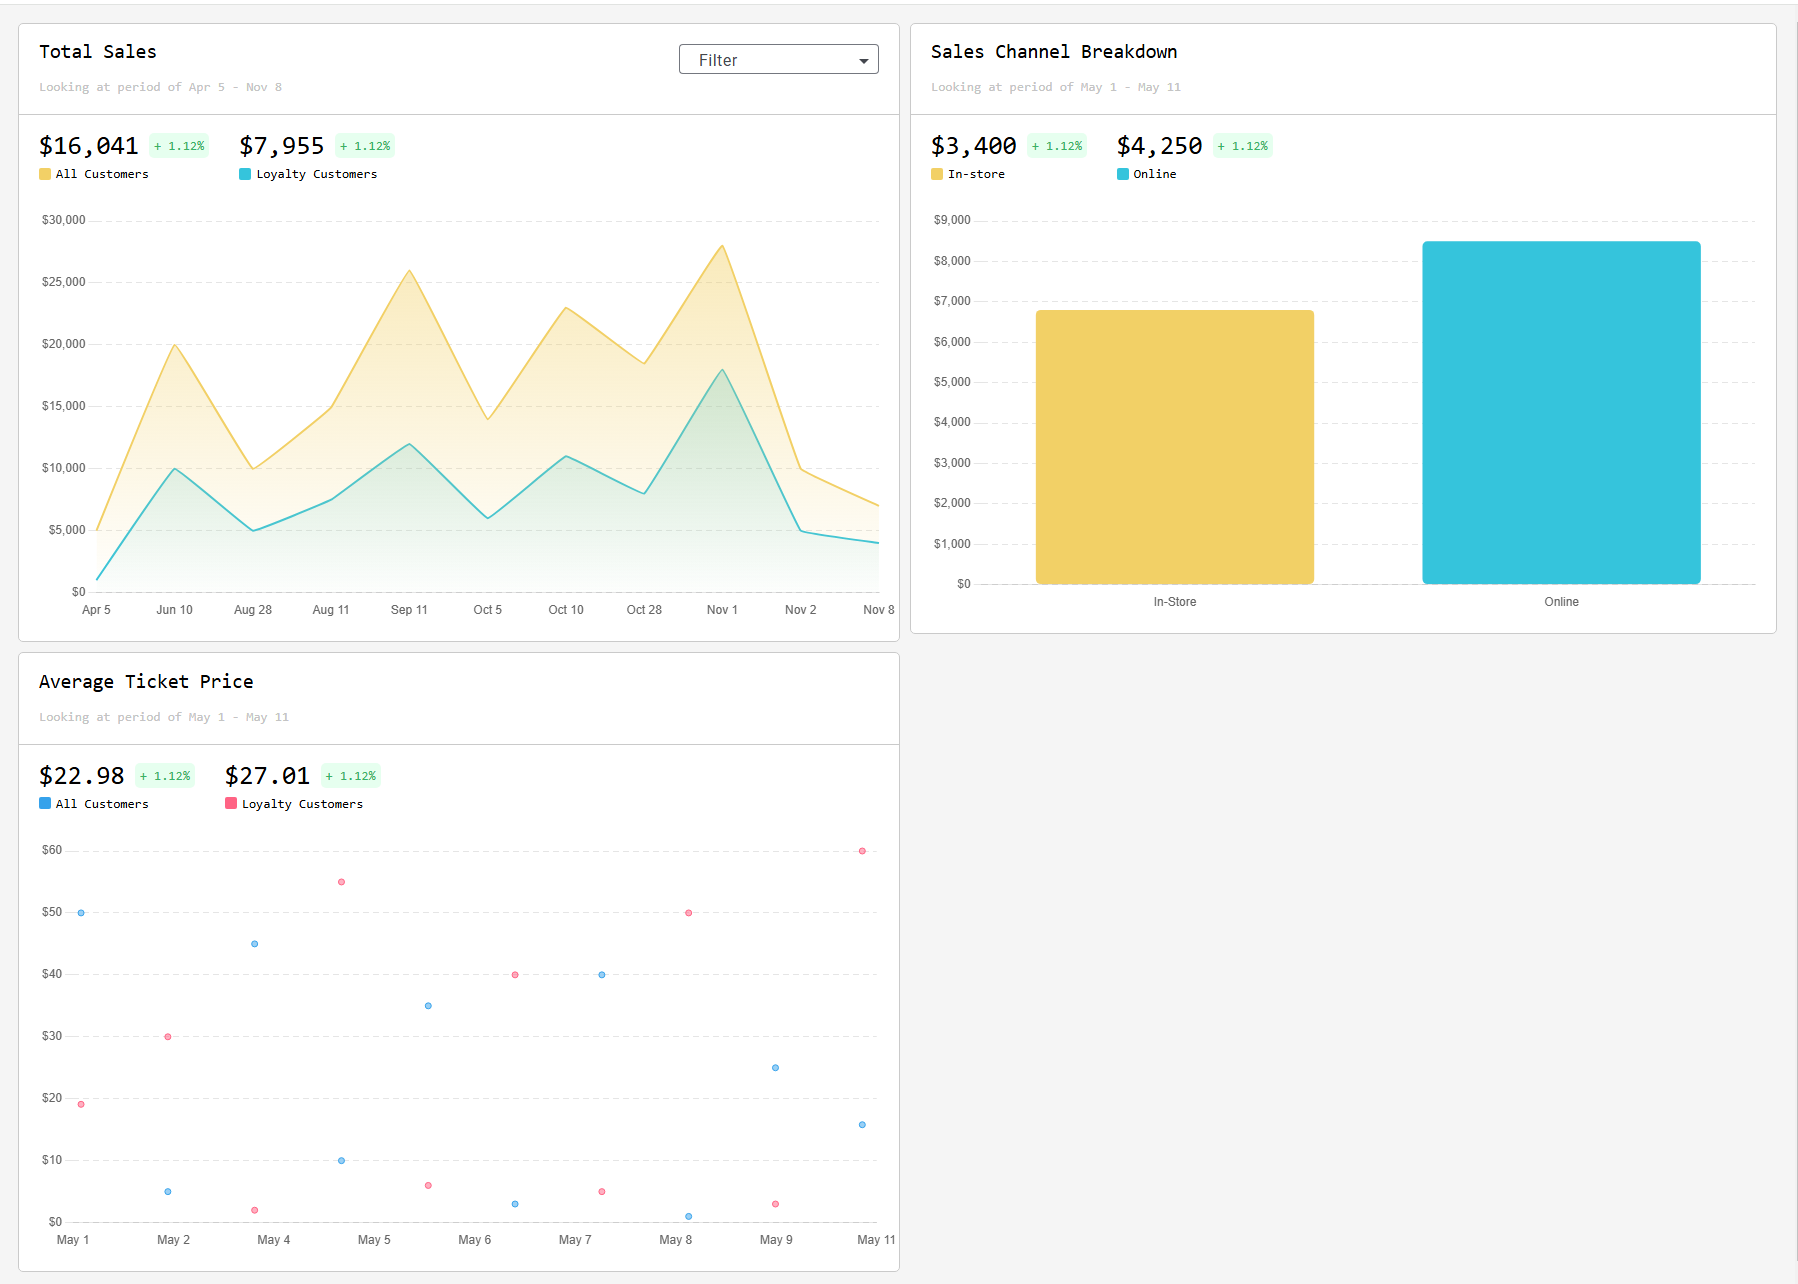 Total Sales
Filter
Looking at period of Apr 5 - Nov 8
$16,041 + 1.12% $7,955 + 1.12%
All Customers Loyalty Customers
$30,000
$25,000
$20,000
$15,000
$10,000
$5,000
$0
Apr 5 Jun 10 Aug 28 Aug 11 Sep 11 Oct 5 Oct 10 Oct 28 Nov 1 Nov 2 Nov 8
Sales Channel Breakdown
Looking at period of May 1 - May 11
$3,400 + 1.12% $4,250 + 1.12%
In-store Online
$9,000
$8,000
$7,000
$6,000
$5,000
$4,000
$3,000
$2,000
$1,000
$0
In-Store Online
Average Ticket Price
Looking at period of May 1 - May 11
$22.98 + 1.12% $27.01 + 1.12%
All Customers Loyalty Customers
$60
$50
$40
$30
$20
$10
$0
May 1 May 2 May 4 May 5 May 6 May 7 May 8 May 9 May 11